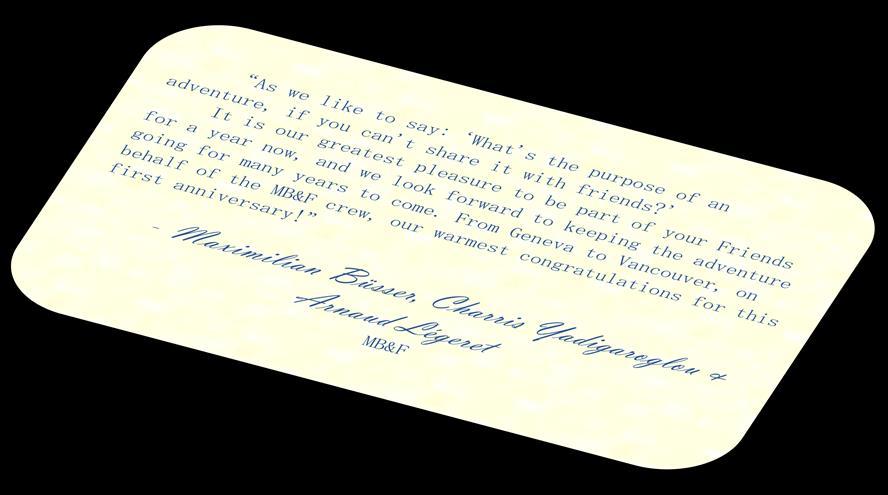 “As we like to say: ‘What’s the purpose of an
adventure, if you can’t share it with friends?’
It is our greatest pleasure to be part of your Friends
for a year now, and we look forward to keeping the adventure
going for many years to come. From Geneva to Vancouver, on
behalf of the MB&F crew, our warmest congratulations for this
first anniversary!”
- Maximilian Büsser, Charris Yadigaroglou &
Arnaud Légeret
MB&F